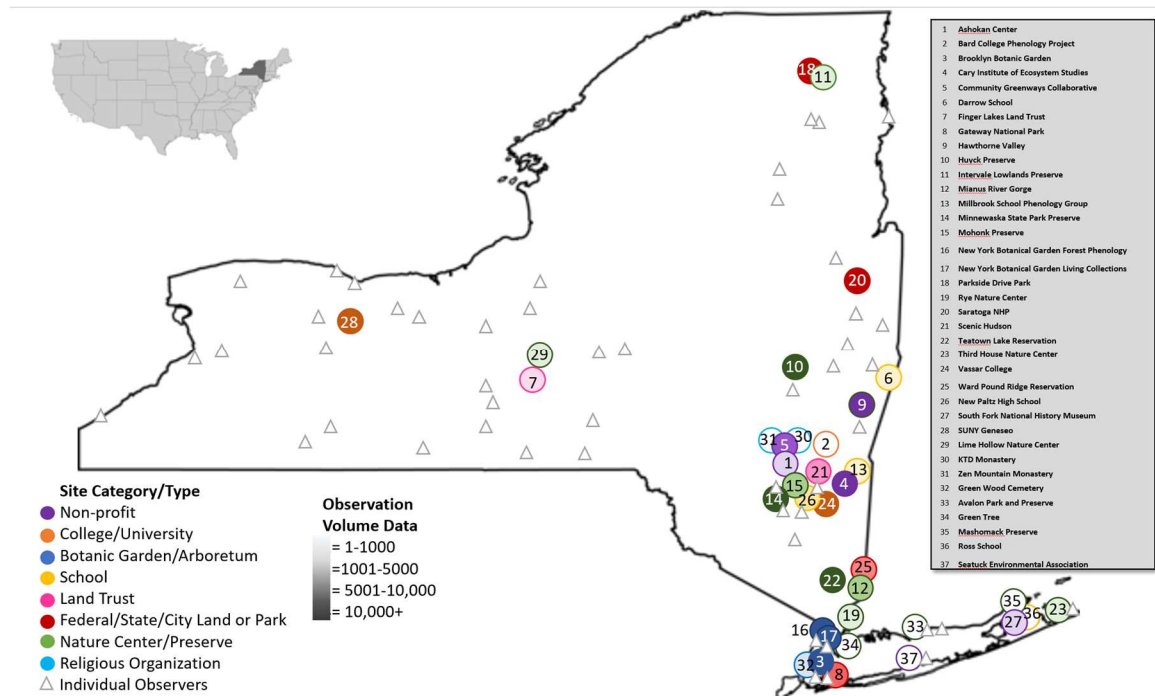 1 Ashokan Center
2 Bard College Phenology Project
3 Brooklyn Botanic Garden
4 Cary Institute of Ecosystem Studies
5 Community Greenways Collaborative
6 Darrow School
7 Finger Lakes Land Trust
8 Gateway National Park
9 Hawthorne Valley
10 Huyck Preserve
11 Intervale Lowlands Preserve
12 Mianus River Gorge
13 Millbrook School Phenology Group
14 Minnewaska State Park Preserve
15 Mohonk Preserve
16 New York Botanical Garden Forest Phenology
17 New York Botanical Garden Living Collections
18 Parkside Drive Park
19 Rye Nature Center
20 Saratoga NHP
21 Scenic Hudson
22 Teatown Lake Reservation
23 Third House Nature Center
24 Vassar College
25 Ward Pound Ridge Reservation
26 New Paltz High School
27 South Fork National History Museum
28 SUNY Geneseo
29 Lime Hollow Nature Center
30 KTD Monastery
31 Zen Mountain Monastery
32 Green Wood Cemetery
33 Avalon Park and Preserve
34 Green Tree
35 Mashomack Preserve
36 Ross School
37 Seatuck Environmental Association
18
11
20
28
29
7
10
6
9
31
5
30
2
1
21
13
15
4
14
26
24
25
22
12
19
16
17
34
33
35
36
23
27
37
32
3
8
Site Category/Type
Non-profit
College/University
Botanic Garden/Arboretum
School
Land Trust
Federal/State/City Land or Park
Nature Center/Preserve
Religious Organization
Individual Observers
Observation
Volume Data
= 1-1000
=1001-5000
= 5001-10,000
= 10,000+